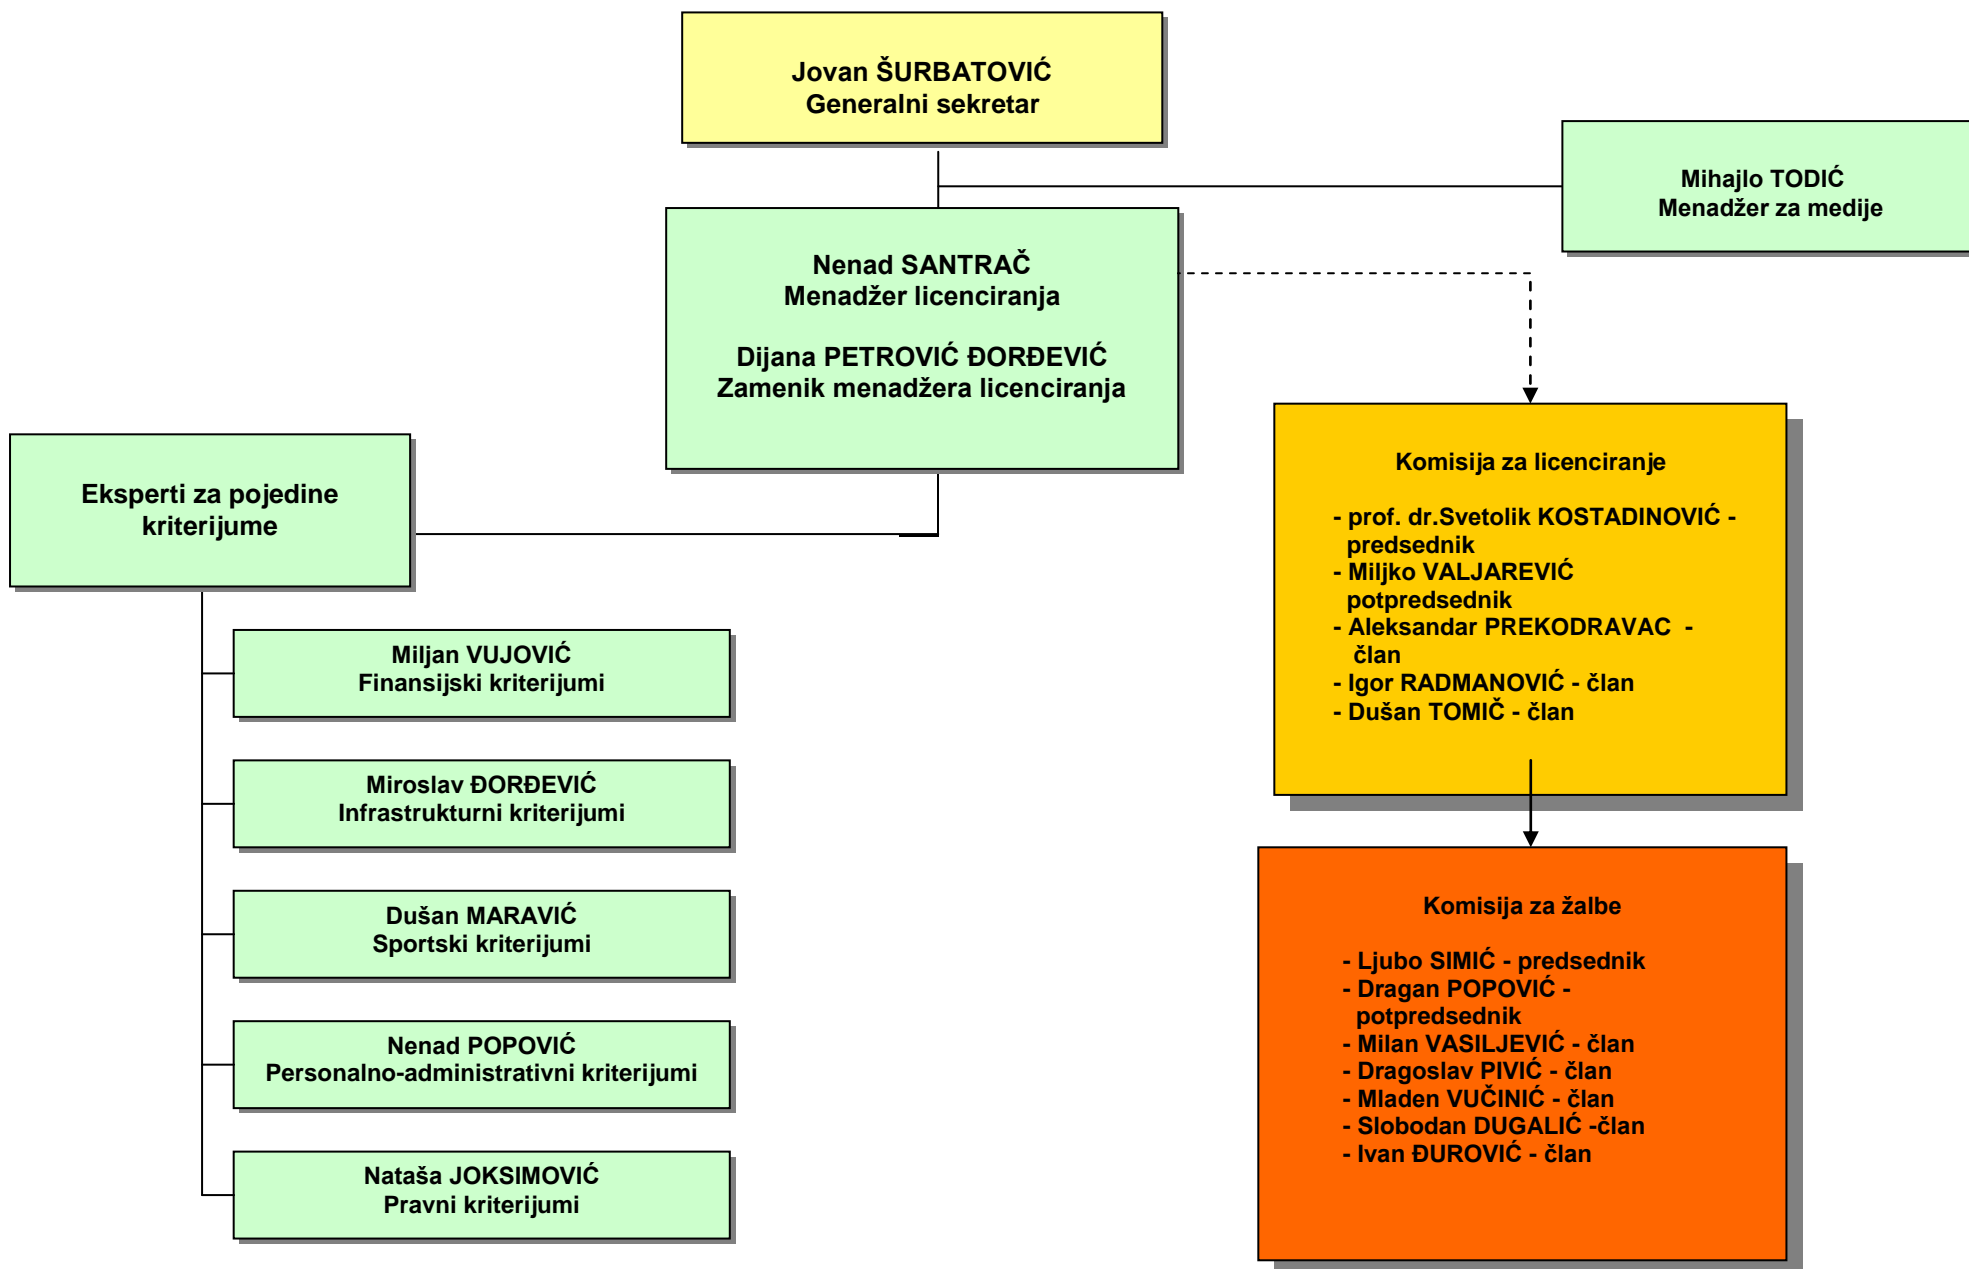 Jovan ŠURBATOVIĆ
Generalni sekretar
Mihajlo TODIĆ
Menadžer za medije
Nenad SANTRAČ
Menadžer licenciranja
Dijana PETROVIĆ ĐORĐEVIĆ
Zamenik menadžera licenciranja
Eksperti za pojedine
kriterijume
Miljan VUJOVIĆ
Finansijski kriterijumi
Miroslav ĐORĐEVIĆ
Infrastrukturni kriterijumi
Dušan MARAVIĆ
Sportski kriterijumi
Nenad POPOVIĆ
Personalno-administrativni kriterijumi
Nataša JOKSIMOVIĆ
Pravni kriterijumi
Komisija za licenciranje
- prof. dr.Svetolik KOSTADINOVIĆ -
predsednik
- Miljko VALJAREVIĆ
potpredsednik
- Aleksandar PREKODRAVAC -
član
- Igor RADMANOVIĆ - član
- Dušan TOMIČ - član
Komisija za žalbe
- Ljubo SIMIĆ - predsednik
- Dragan POPOVIĆ -
potpredsednik
- Milan VASILJEVIĆ - član
- Dragoslav PIVIĆ - član
- Mladen VUČINIĆ - član
- Slobodan DUGALIĆ -član
- Ivan ĐUROVIĆ - član